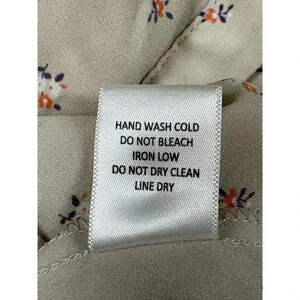 HAND WASH COLD
DO NOT BLEACH
IRON LOW
DO NOT DRY CLEAN
LINE DRY